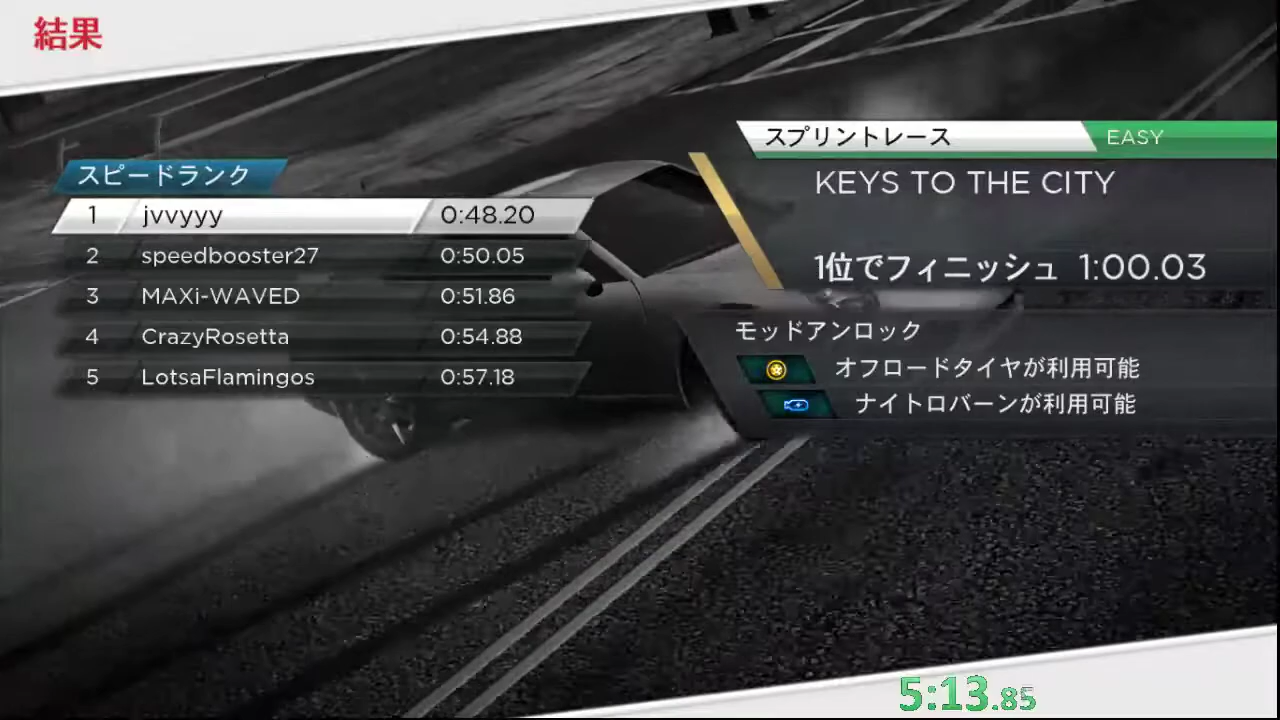 結果
スピードランク
1 jvvyyy 0:48.20
2 speedbooster27 0:50.05
3 MAXi-WAVED 0:51.86
4 CrazyRosetta 0:54.88
5 LotsaFlamingos 0:57.18
スプリントレース EASY
KEYS TO THE CITY
1位でフィニッシュ 1:00.03
モッドアンロック
オフロードタイヤが利用可能
ナイトロバーンが利用可能
5:13.85